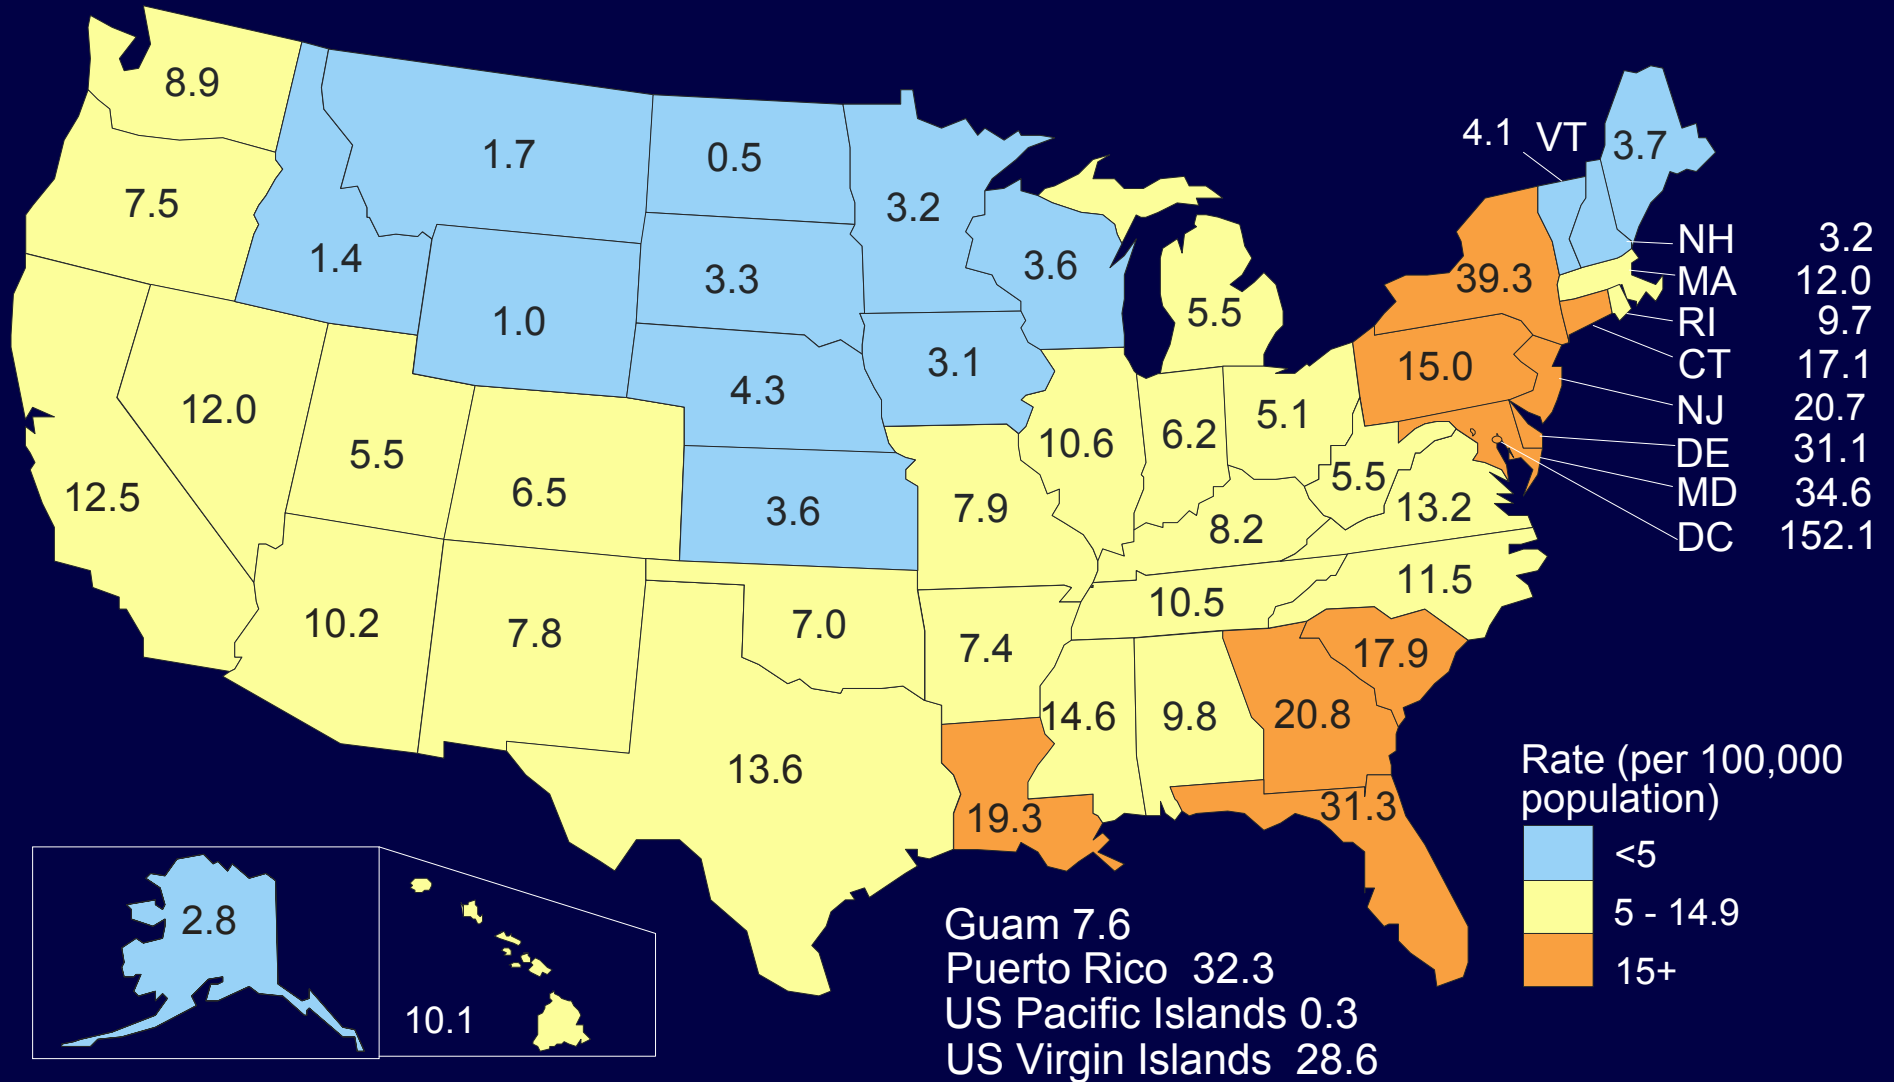 8.9
7.5
1.4
1.7
0.5
3.2
4.1 VT
3.7
1.0
3.3
3.6
5.5
39.3
NH 3.2
MA 12.0
RI 9.7
CT 17.1
NJ 20.7
DE 31.1
MD 34.6
DC 152.1
12.0
5.5
6.5
4.3
3.1
10.6
6.2
5.1
15.0
12.5
3.6
7.9
8.2
5.5
13.2
10.2
7.8
7.0
7.4
10.5
11.5
13.6
19.3
14.6
9.8
20.8
17.9
31.3
Rate (per 100,000
population)
<5
5 - 14.9
15+
2.8
10.1
Guam 7.6
Puerto Rico 32.3
US Pacific Islands 0.3
US Virgin Islands 28.6